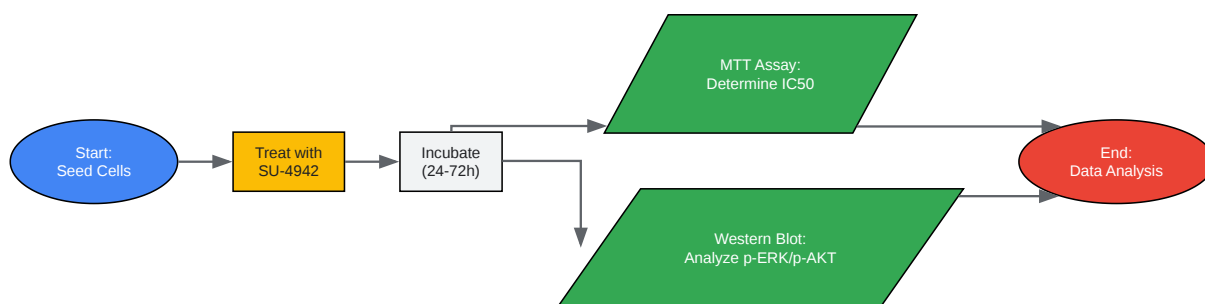 Start:
Seed Cells
Treat with
SU-4942
Incubate
(24-72h)
MTT Assay:
Determine IC50
Western Blot:
Analyze p-ERK/p-AKT
End:
Data Analysis